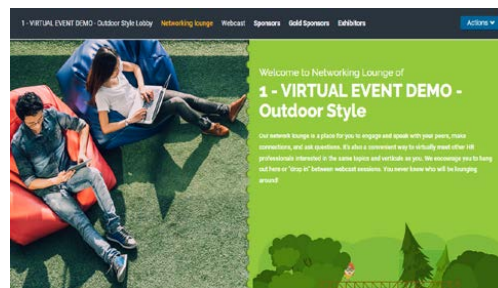 1 - VIRTUAL EVENT DEMO - Outdoor Style Lobby Networking lounge Webcast Sponsors Gold Sponsors Exhibitors Actions
Welcome to Networking Lounge of
1 - VIRTUAL EVENT DEMO -
Outdoor Style
Our network lounge is a place for you to engage and speak with your peers, make
connections, and ask questions. It's also a convenient way to virtually meet other HR
professionals interested in the same topics and verticals as you. We encourage you to hang
out here or "drop in" between webcast sessions. You never know who will be lounging
around!